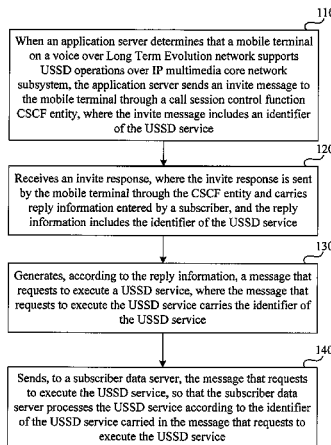 116
When an application server determines that a mobile terminal
on a voice over Long Term Evolution network supports
USSD operations over IP multimedia core network
subsystem, the application server sends an invite message to
the mobile terminal through a call session control function
CSCF entity, where the invite message includes an identifier
of the USSD service
120
Receives an invite response, where the invite response is sent
by the mobile terminal through the CSCF entity and carries
reply information entered by a subscriber, and the reply
information includes the identifier of the USSD service
130
Generates, according to the reply information, a message that
requests to execute a USSD service, where the message that
requests to execute the USSD service carries the identifier of
the USSD service
140
Sends, to a subscriber data server, the message that requests
to execute the USSD service, so that the subscriber data
server processes the USSD service according to the identifier
of the USSD service carried in the message that requests to
execute the USSD service